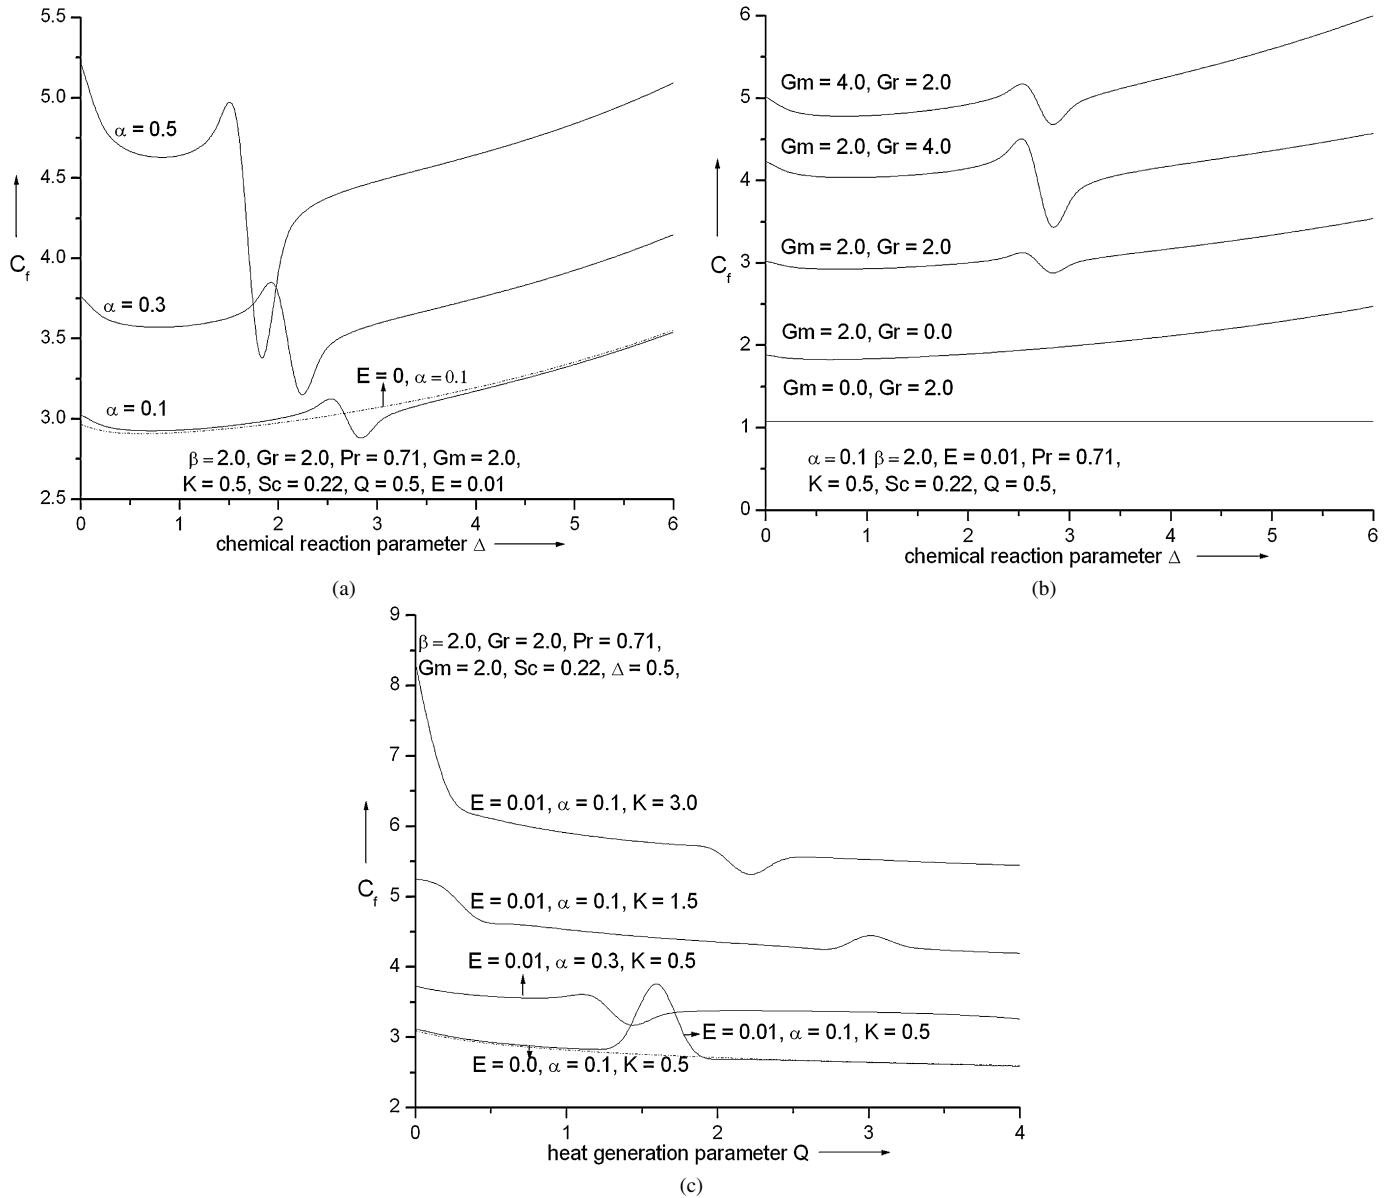 5.5
5.0
4.5
4.0
3.5
3.0
2.5
C_f
α = 0.5
α = 0.3
α = 0.1
E = 0, α = 0.1
β = 2.0, Gr = 2.0, Pr = 0.71, Gm = 2.0,
K = 0.5, Sc = 0.22, Q = 0.5, E = 0.01
0 1 2 3 4 5 6
chemical reaction parameter Δ
(a)
6
5
4
3
2
1
0
C_f
Gm = 4.0, Gr = 2.0
Gm = 2.0, Gr = 4.0
Gm = 2.0, Gr = 2.0
Gm = 2.0, Gr = 0.0
Gm = 0.0, Gr = 2.0
α = 0.1 β = 2.0, E = 0.01, Pr = 0.71,
K = 0.5, Sc = 0.22, Q = 0.5,
0 1 2 3 4 5 6
chemical reaction parameter Δ
(b)
9
8
7
6
5
4
3
2
C_f
β = 2.0, Gr = 2.0, Pr = 0.71,
Gm = 2.0, Sc = 0.22, Δ = 0.5,
E = 0.01, α = 0.1, K = 3.0
E = 0.01, α = 0.1, K = 1.5
E = 0.01, α = 0.3, K = 0.5
E = 0.01, α = 0.1, K = 0.5
E = 0.0, α = 0.1, K = 0.5
0 1 2 3 4
heat generation parameter Q
(c)